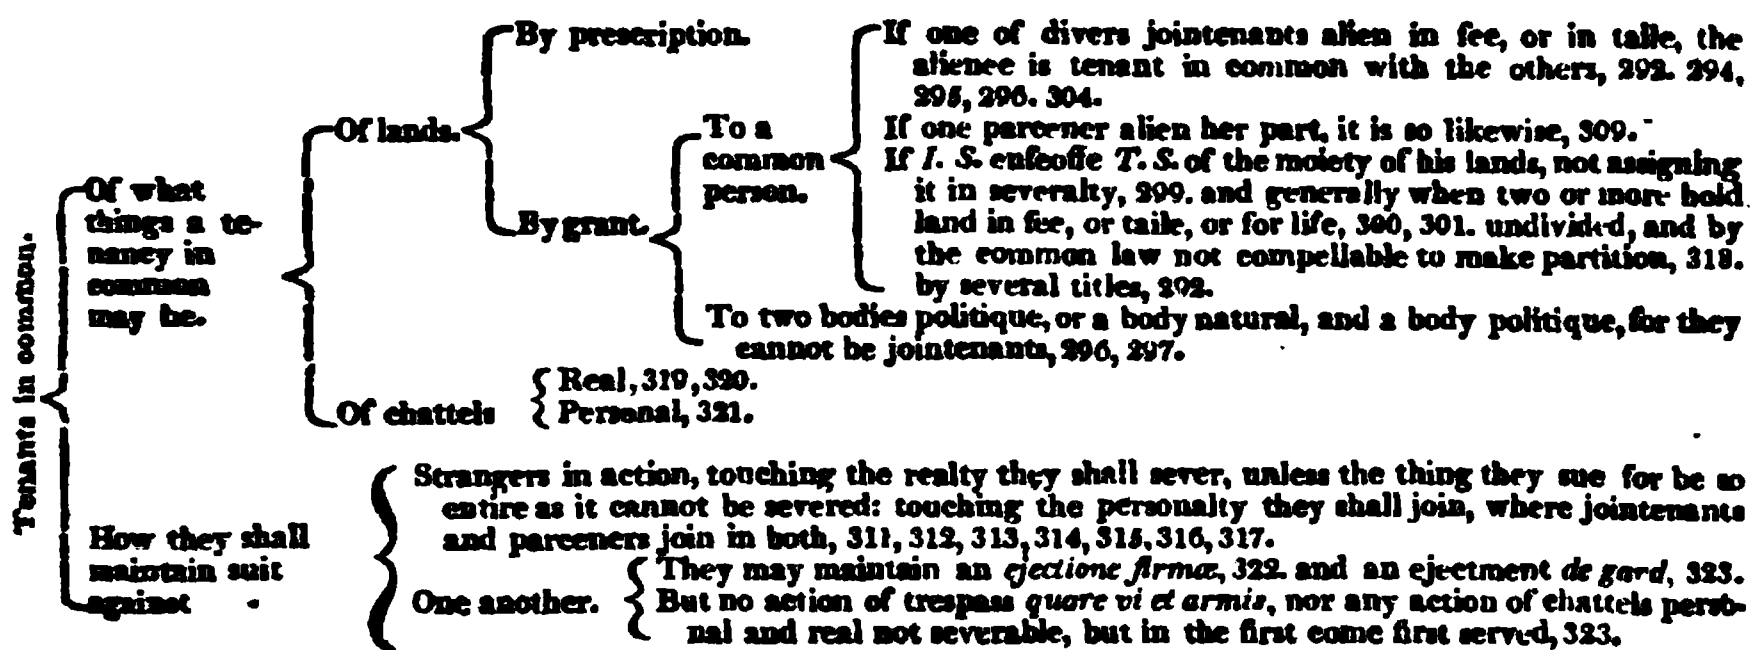 Tenants in common.
Of what
things a te-
nancy in
common
may be.
Of lands.
By prescription.
By grant.
To a
common
person.
If one of divers jointenants alien in fee, or in taile, the
alienee is tenant in common with the others, 292. 294,
295, 296. 304.
If one parcener alien her part, it is so likewise, 309.
If I. S. enfeoffe T. S. of the moiety of his lands, not assigning
it in severalty, 299. and generally when two or more hold
land in fee, or taile, or for life, 300, 301. undivided, and by
the common law not compellable to make partition, 318.
by several titles, 292.
To two bodies politique, or a body natural, and a body politique, for they
cannot be jointenants, 296, 297.
Of chattels
Real, 319, 320.
Personal, 321.
How they shall
maintain suit
against
Strangers in action, touching the realty they shall sever, unless the thing they sue for be so
entire as it cannot be severed: touching the personalty they shall join, where jointenants
and parceners join in both, 311, 312, 313, 314, 315, 316, 317.
One another.
They may maintain an ejectione firmæ, 322. and an ejectment de gard, 323.
But no action of trespass quare vi et armis, nor any action of chattels perso-
nal and real not severable, but in the first come first served, 323.